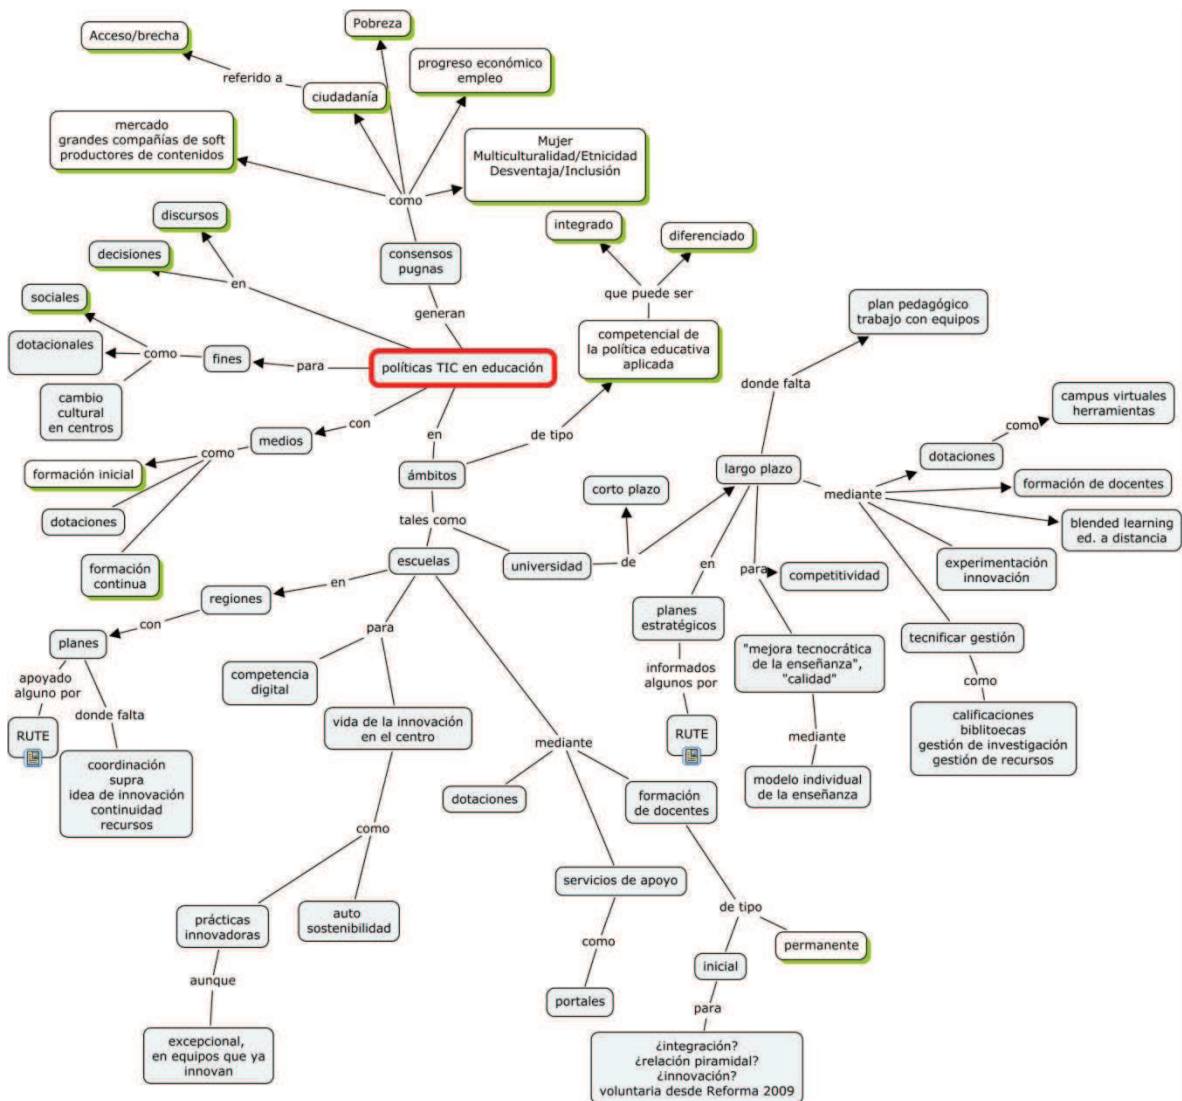 Pobreza
Acceso/brecha
progreso económico
empleo
referido a
ciudadanía
mercado
grandes compañías de soft
productores de contenidos
Mujer
Multiculturalidad/Etnicidad
Desventaja/Inclusión
como
discursos
integrado
diferenciado
decisiones
consensos
pugnas
en
sociales
que puede ser
plan pedagógico
trabajo con equipos
generan
dotacionales
como
fines
para
políticas TIC en educación
competencial de
la política educativa
aplicada
cambio
cultural
en centros
donde falta
campus virtuales
herramientas
con
medios
en
de tipo
como
como
dotaciones
formación inicial
ámbitos
largo plazo
corto plazo
mediante
formación de docentes
dotaciones
tales como
blended learning
ed. a distancia
formación
continua
escuelas
universidad
de
en
para
competitividad
experimentación
innovación
en
regiones
con
planes
para
planes
estratégicos
tecnificar gestión
"mejora tecnocrática
de la enseñanza",
"calidad"
apoyado
alguno por
competencia
digital
informados
algunos por
como
donde falta
RUTE
vida de la innovación
en el centro
RUTE
calificaciones
biblitoecas
gestión de investigación
gestión de recursos
mediante
mediante
coordinación
supra
idea de innovación
continuidad
recursos
modelo individual
de la enseñanza
dotaciones
formación
de docentes
como
servicios de apoyo
auto
sostenibilidad
prácticas
innovadoras
de tipo
como
permanente
inicial
aunque
portales
para
excepcional,
en equipos que ya
innovan
¿integración?
¿relación piramidal?
¿innovación?
voluntaria desde Reforma 2009